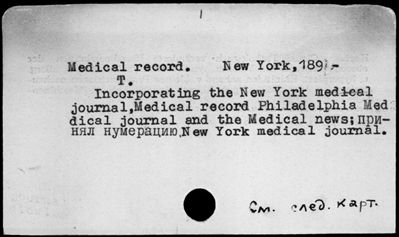 Medical record. New York, 189 -
T.
Incorporating the New York medical
journal,Medical record Philadelphia Med
dical journal and the Medical news;при-
нял нумерацию,New York medical journal.
См. след. карт.